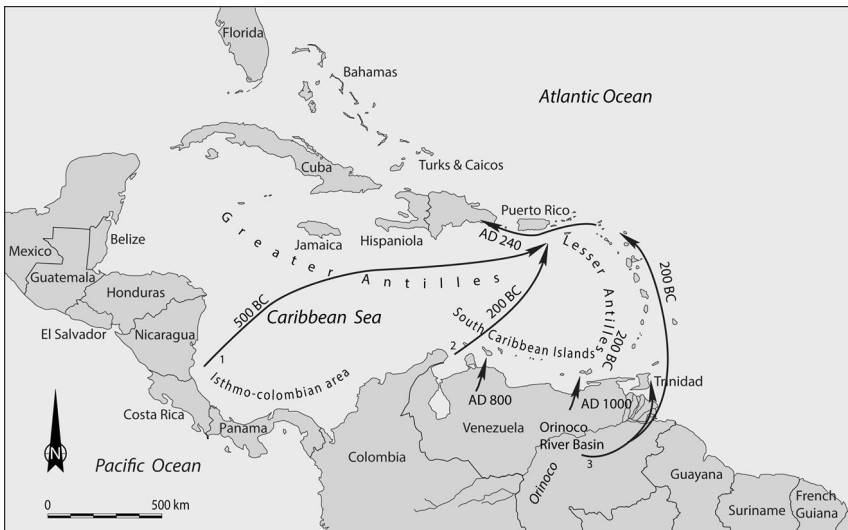 Florida
Bahamas
Atlantic Ocean
Cuba
Turks & Caicos
Puerto Rico
Greater Antilles
Jamaica
Hispaniola
AD 240
Lesser Antilles
200 BC
Mexico
Belize
Guatemala
Honduras
500 BC
Caribbean Sea
200 BC
200 BC
El Salvador
Nicaragua
1
2
South Caribbean Islands
Isthmo-colombian area
Trinidad
Costa Rica
Panama
AD 800
AD 1000
Venezuela
Orinoco
River Basin
3
Colombia
Orinoco
Pacific Ocean
N
Guayana
Suriname
French
Guiana
0
500 km